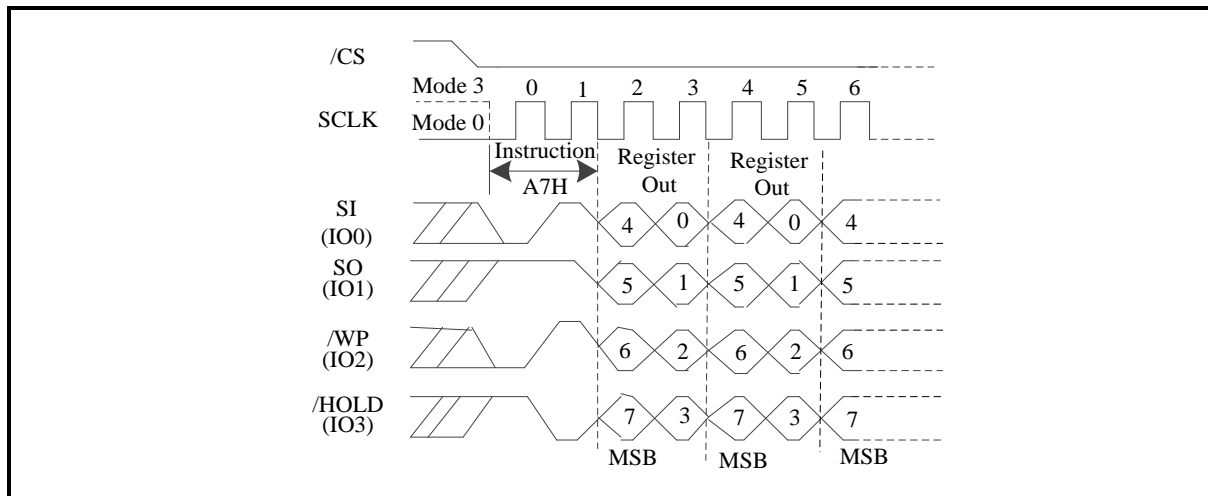 /CS
Mode 3 0 1 2 3 4 5 6
SCLK Mode 0
Instruction Register Register
A7H Out Out
SI
(IO0) 4 0 4 0 4
SO
(IO1) 5 1 5 1 5
/WP
(IO2) 6 2 6 2 6
/HOLD
(IO3) 7 3 7 3 7
MSB MSB MSB